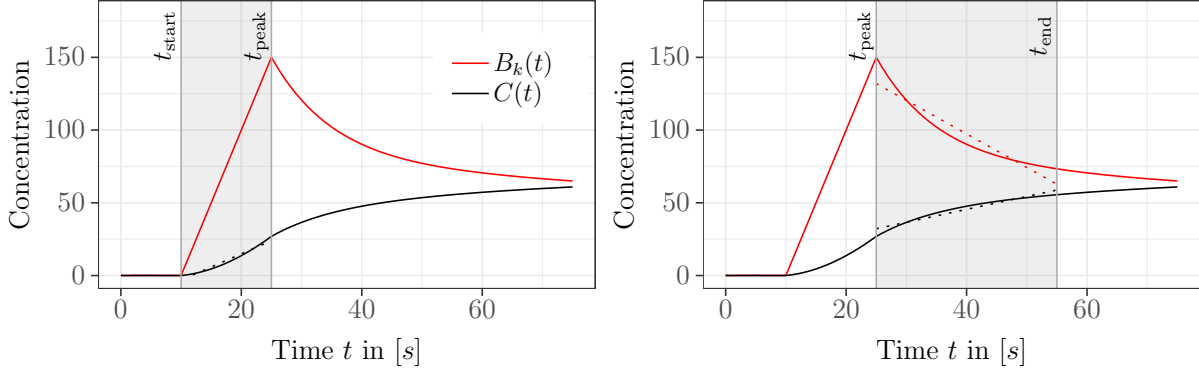 Concentration
150
100
50
0
0
20
40
60
Time t in [s]
t_start
t_peak
B_k(t)
C(t)
Concentration
150
100
50
0
0
20
40
60
Time t in [s]
t_peak
t_end